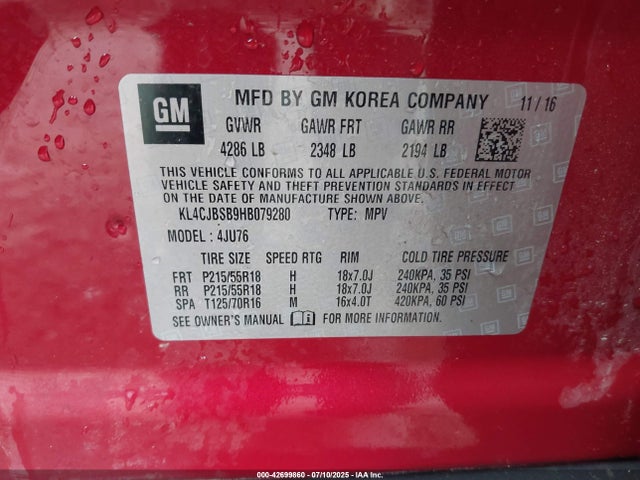 GM MFD BY GM KOREA COMPANY 11/16
GVWR GAWR FRT GAWR RR
4286 LB 2348 LB 2194 LB
THIS VEHICLE CONFORMS TO ALL APPLICABLE U.S. FEDERAL MOTOR
VEHICLE SAFETY AND THEFT PREVENTION STANDARDS IN EFFECT ON
THE DATE OF MANUFACTURE SHOWN ABOVE.
KL4CJBSB9HB079280 TYPE: MPV
MODEL: 4JU76
TIRE SIZE SPEED RTG RIM COLD TIRE PRESSURE
FRT P215/55R18 H 18x7.0J 240KPA, 35 PSI
RR P215/55R18 H 18x7.0J 240KPA, 35 PSI
SPA T125/70R16 M 16x4.0T 420KPA, 60 PSI
SEE OWNER'S MANUAL FOR MORE INFORMATION.
000-42699860 - 07/10/2025 - IAA Inc.